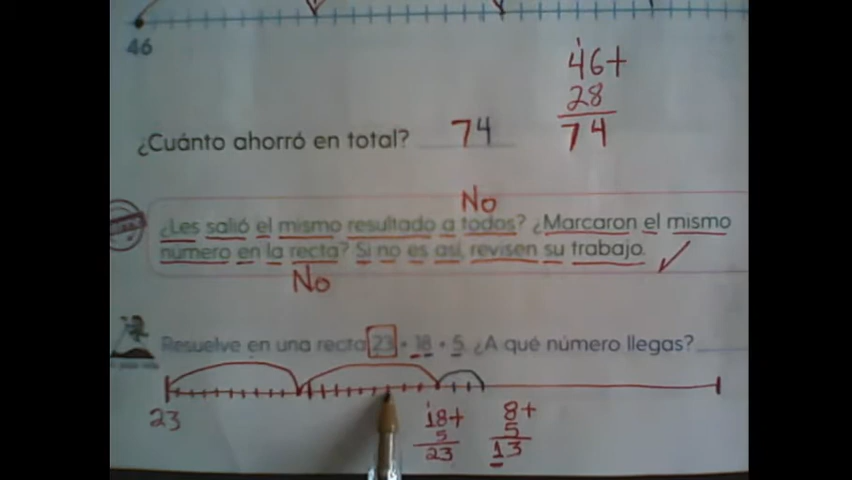 46
46+
28
74
¿Cuánto ahorró en total? 74
No
¿Les salió el mismo resultado a todos? ¿Marcaron el mismo
número en la recta? Si no es así, revisen su trabajo.
No
Resuelve en una recta 23 + 18 + 5. ¿A qué número llegas?
23
1
18+
5
23
8+
5
13